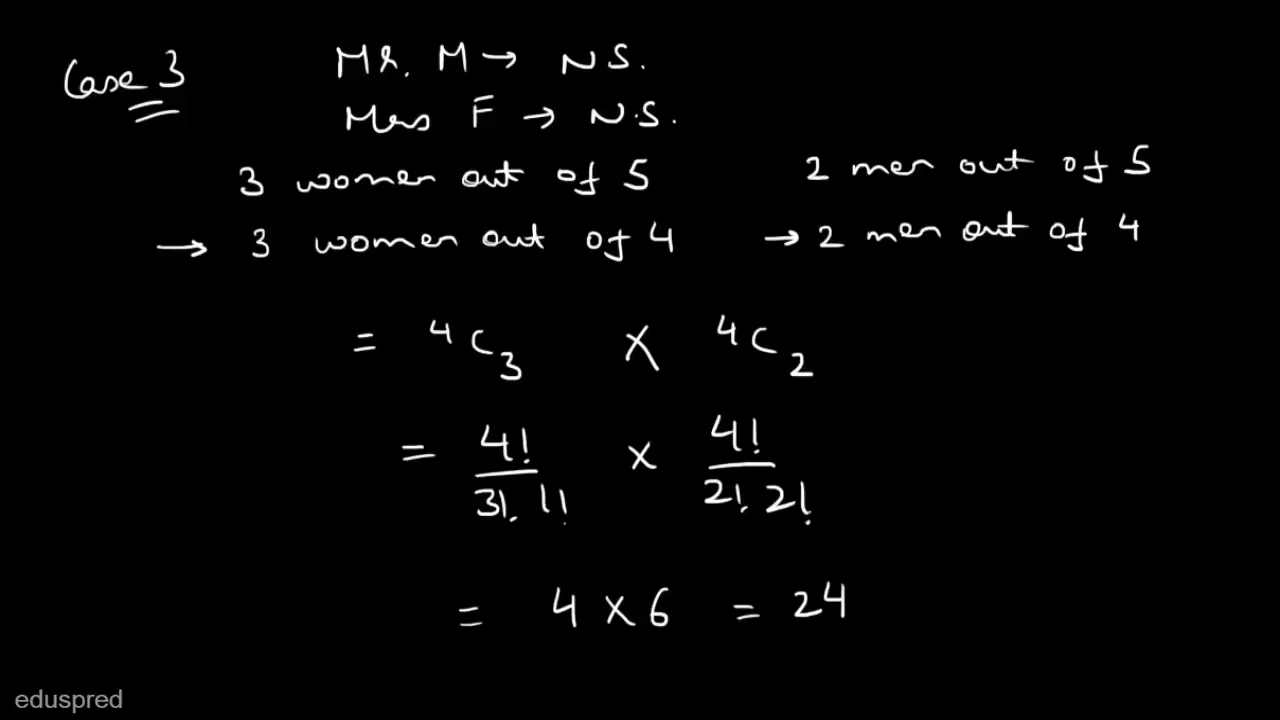 Case 3
Mr. M → N S.
Mrs F → N.S.
3 women out of 5 2 men out of 5
→ 3 women out of 4 → 2 men out of 4
= ⁴C₃ × ⁴C₂
= 4!/3!.1! × 4!/2!.2!
= 4 × 6 = 24
eduspred